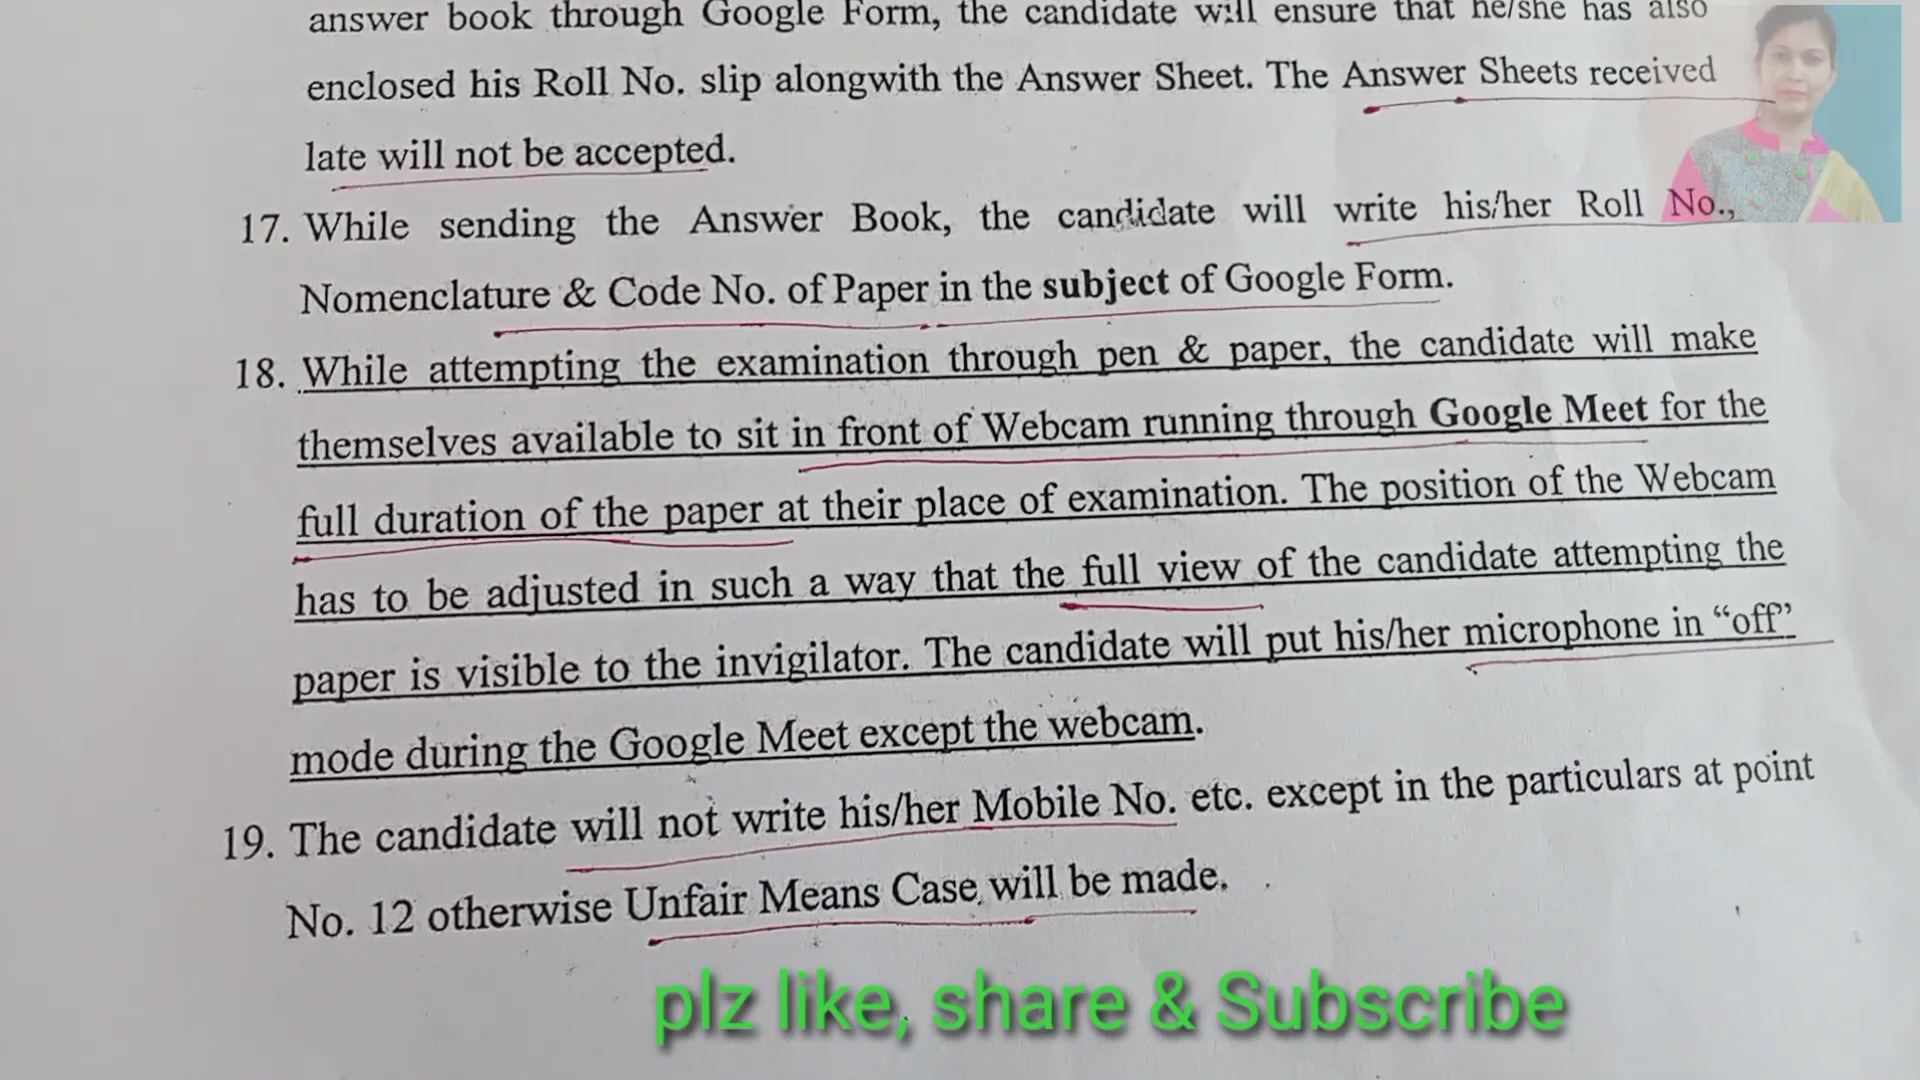 answer book through Google Form, the candidate will ensure that he/she has also
enclosed his Roll No. slip alongwith the Answer Sheet. The Answer Sheets received
late will not be accepted.
17. While sending the Answer Book, the candidate will write his/her Roll No.,
Nomenclature & Code No. of Paper in the subject of Google Form.
18. While attempting the examination through pen & paper, the candidate will make
themselves available to sit in front of Webcam running through Google Meet for the
full duration of the paper at their place of examination. The position of the Webcam
has to be adjusted in such a way that the full view of the candidate attempting the
paper is visible to the invigilator. The candidate will put his/her microphone in “off”
mode during the Google Meet except the webcam.
19. The candidate will not write his/her Mobile No. etc. except in the particulars at point
No. 12 otherwise Unfair Means Case will be made.
plz like, share & Subscribe